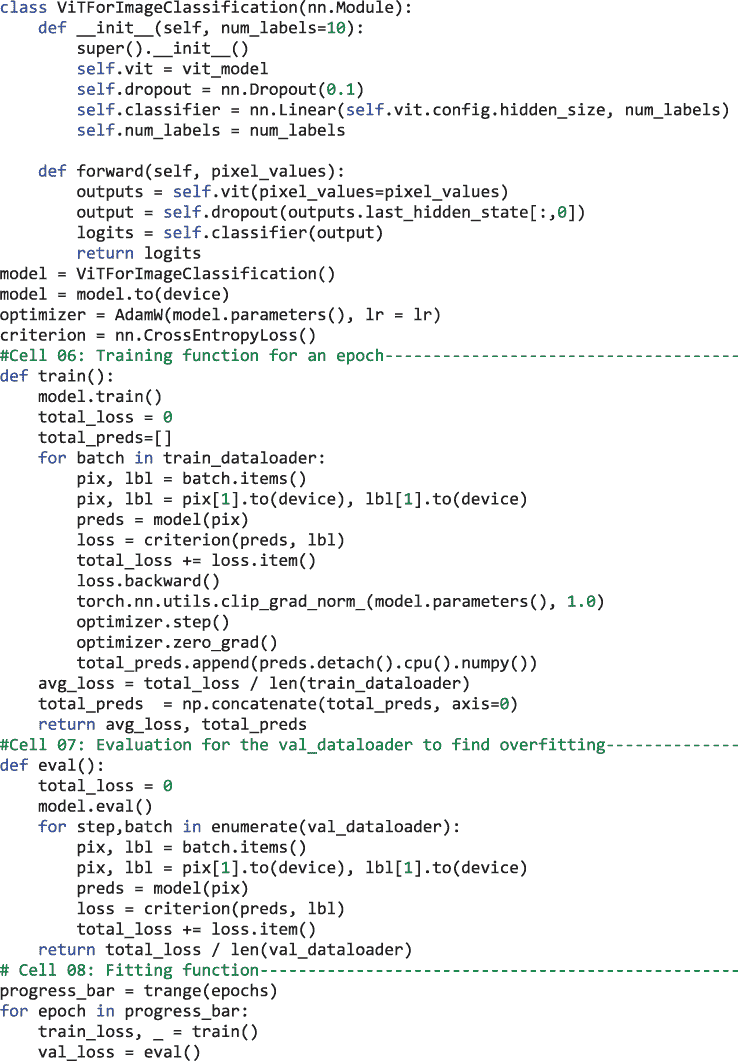 class ViTForImageClassification(nn.Module):
    def __init__(self, num_labels=10):
        super().__init__()
        self.vit = vit_model
        self.dropout = nn.Dropout(0.1)
        self.classifier = nn.Linear(self.vit.config.hidden_size, num_labels)
        self.num_labels = num_labels

    def forward(self, pixel_values):
        outputs = self.vit(pixel_values=pixel_values)
        output = self.dropout(outputs.last_hidden_state[:,0])
        logits = self.classifier(output)
        return logits
model = ViTForImageClassification()
model = model.to(device)
optimizer = AdamW(model.parameters(), lr = lr)
criterion = nn.CrossEntropyLoss()
#Cell 06: Training function for an epoch-------------------------------------
def train():
    model.train()
    total_loss = 0
    total_preds=[]
    for batch in train_dataloader:
        pix, lbl = batch.items()
        pix, lbl = pix[1].to(device), lbl[1].to(device)
        preds = model(pix)
        loss = criterion(preds, lbl)
        total_loss += loss.item()
        loss.backward()
        torch.nn.utils.clip_grad_norm_(model.parameters(), 1.0)
        optimizer.step()
        optimizer.zero_grad()
        total_preds.append(preds.detach().cpu().numpy())
    avg_loss = total_loss / len(train_dataloader)
    total_preds  = np.concatenate(total_preds, axis=0)
    return avg_loss, total_preds
#Cell 07: Evaluation for the val_dataloader to find overfitting--------------
def eval():
    total_loss = 0
    model.eval()
    for step,batch in enumerate(val_dataloader):
        pix, lbl = batch.items()
        pix, lbl = pix[1].to(device), lbl[1].to(device)
        preds = model(pix)
        loss = criterion(preds, lbl)
        total_loss += loss.item()
    return total_loss / len(val_dataloader)
# Cell 08: Fitting function--------------------------------------------------
progress_bar = trange(epochs)
for epoch in progress_bar:
    train_loss, _ = train()
    val_loss = eval()